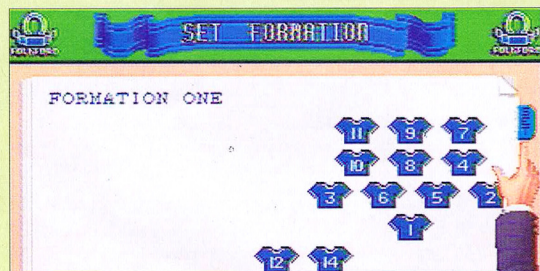 SET FORMATION
FOLKFORD FOLKFORD
FORMATION ONE
11 9 7
10 8 4
3 6 5 2
1
12 14